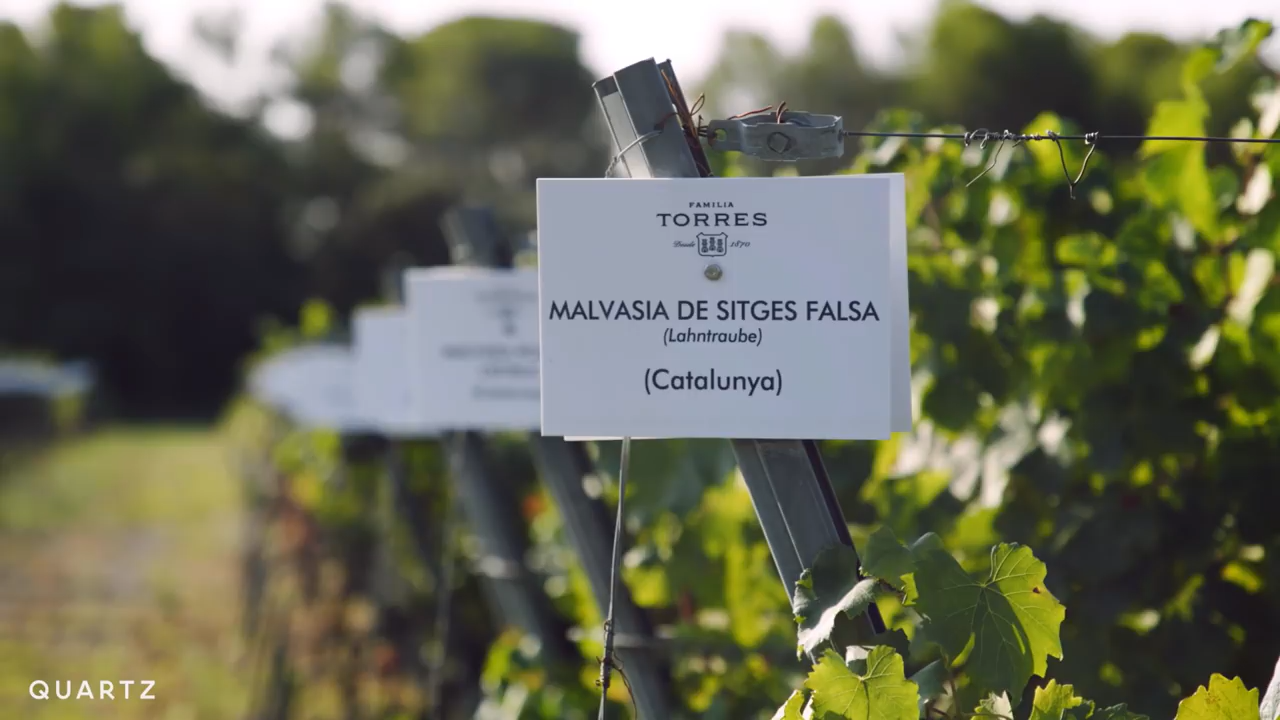 FAMILIA
TORRES
Desde 1870
MALVASIA DE SITGES FALSA
(Lahntraube)
(Catalunya)
QUARTZ